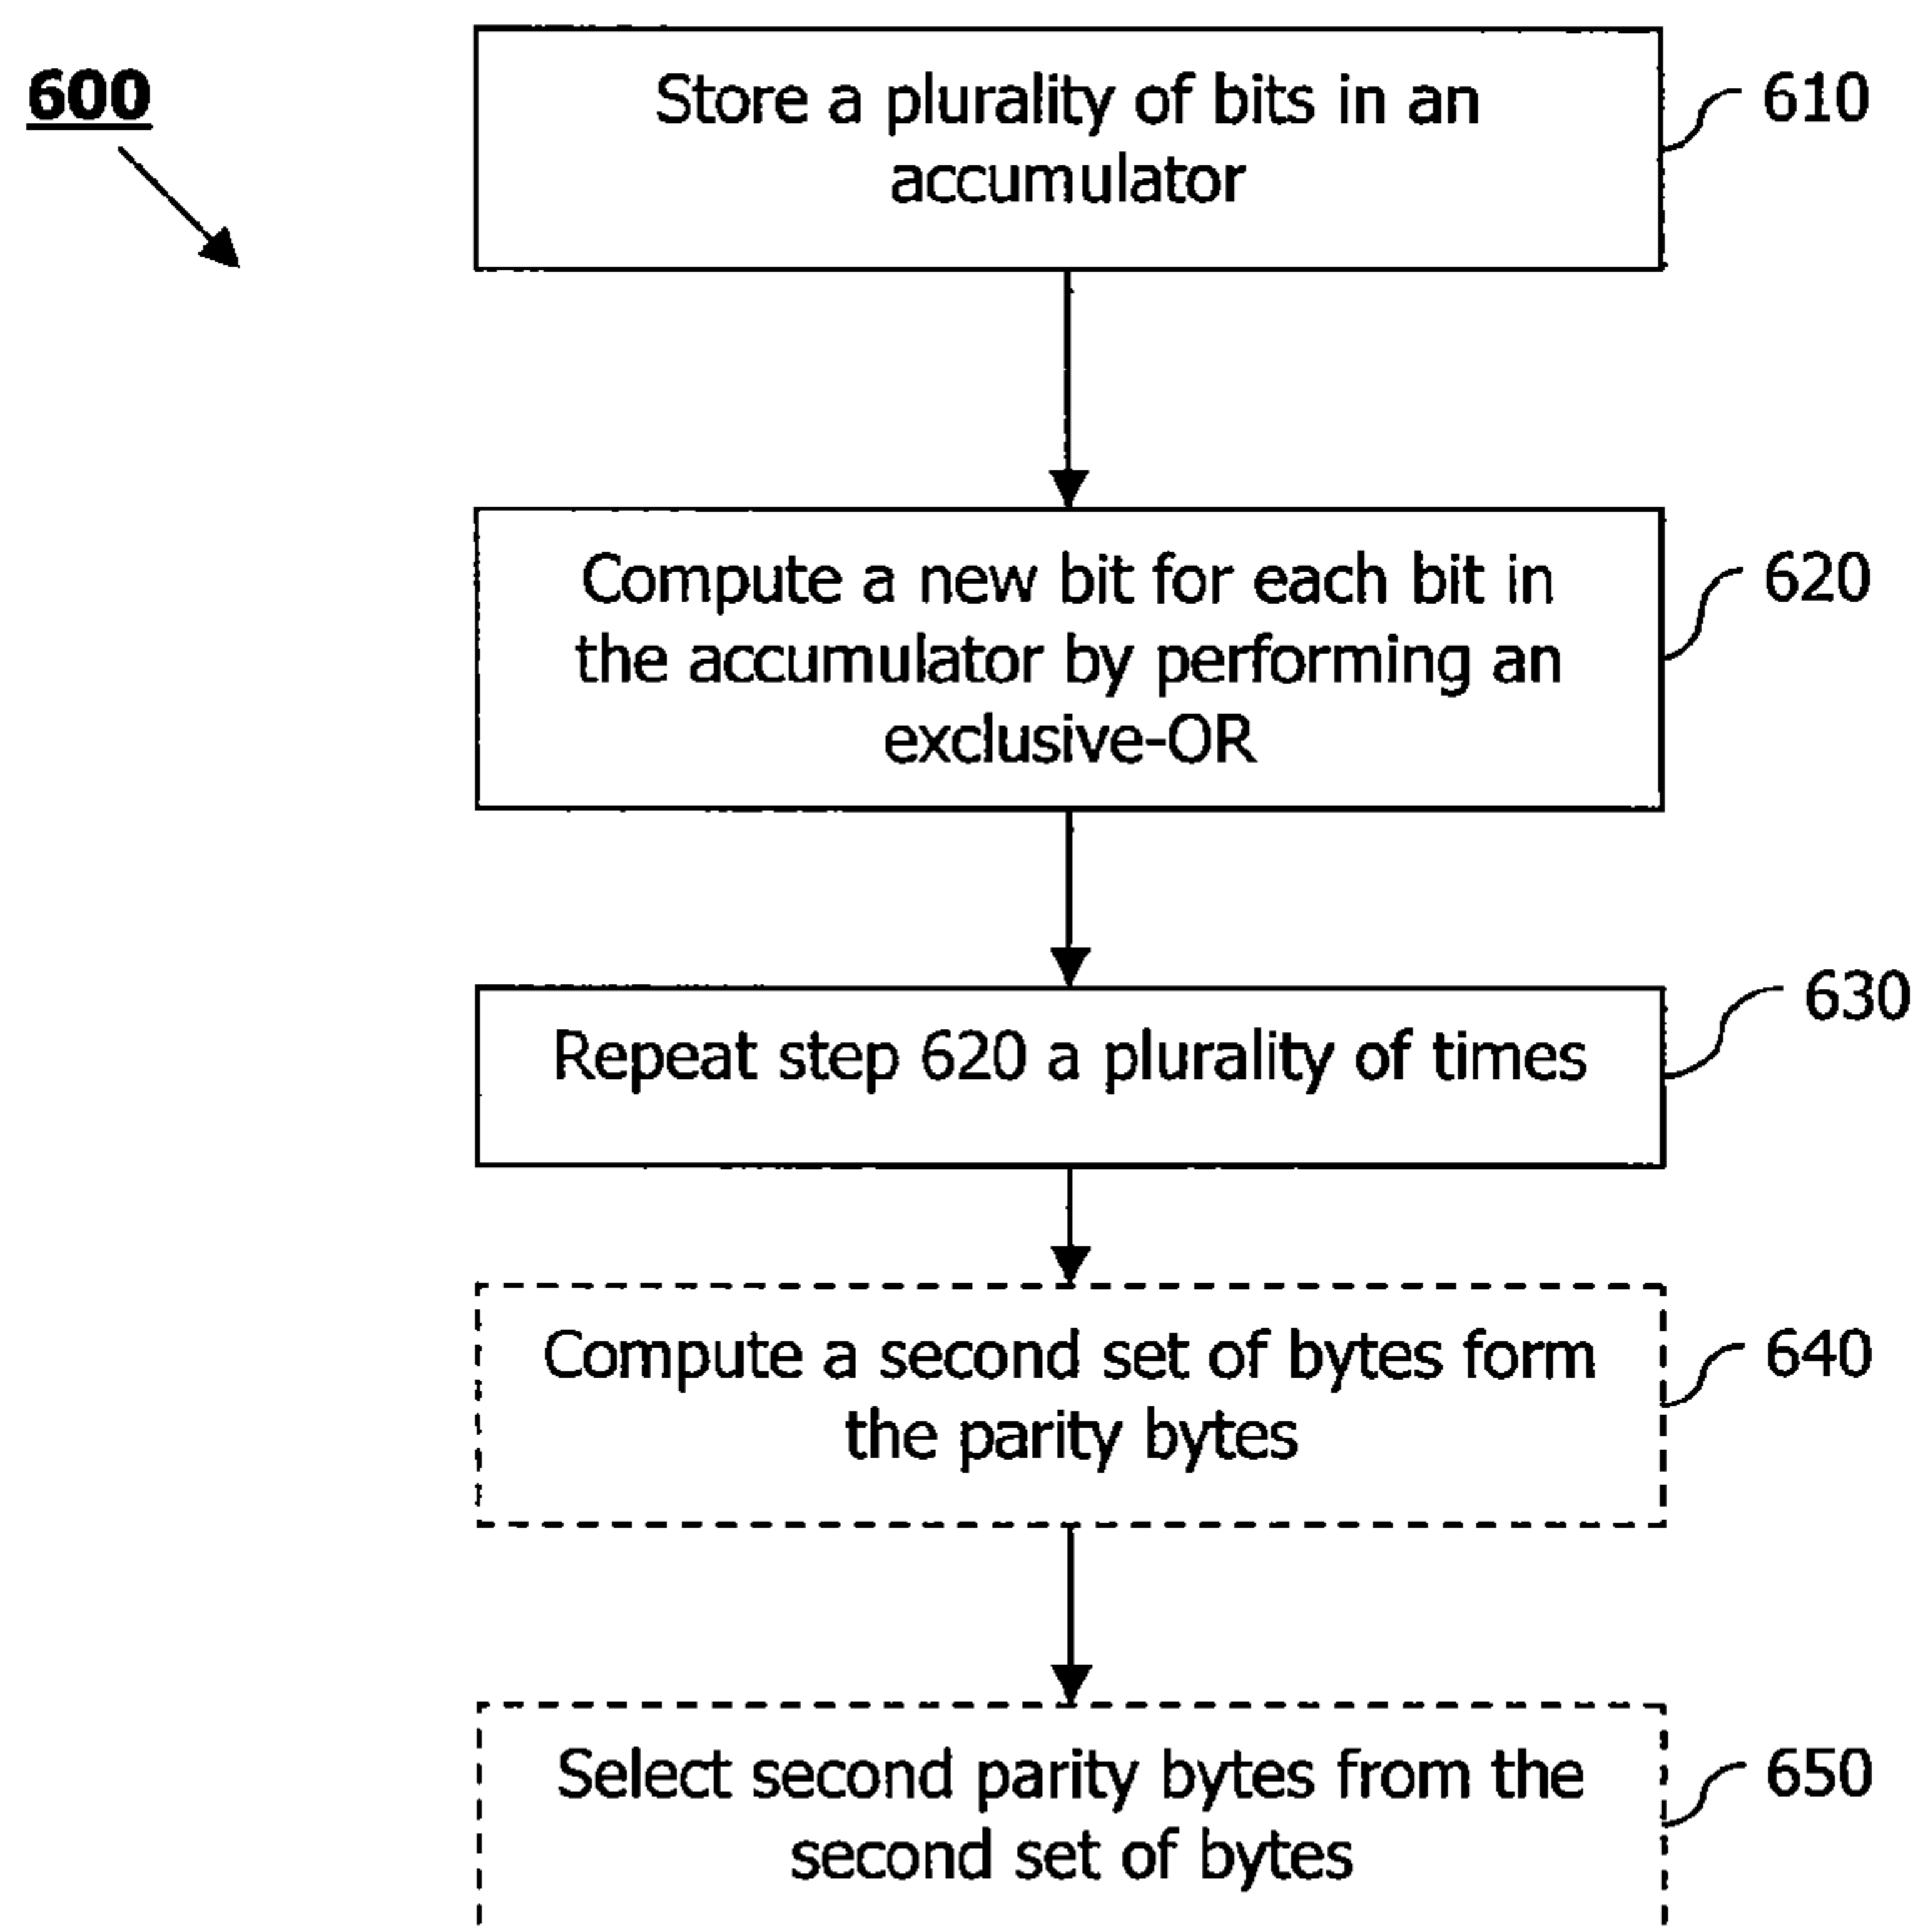 600
Store a plurality of bits in an
accumulator
610
Compute a new bit for each bit in
the accumulator by performing an
exclusive-OR
620
Repeat step 620 a plurality of times
630
Compute a second set of bytes form
the parity bytes
640
Select second parity bytes from the
second set of bytes
650